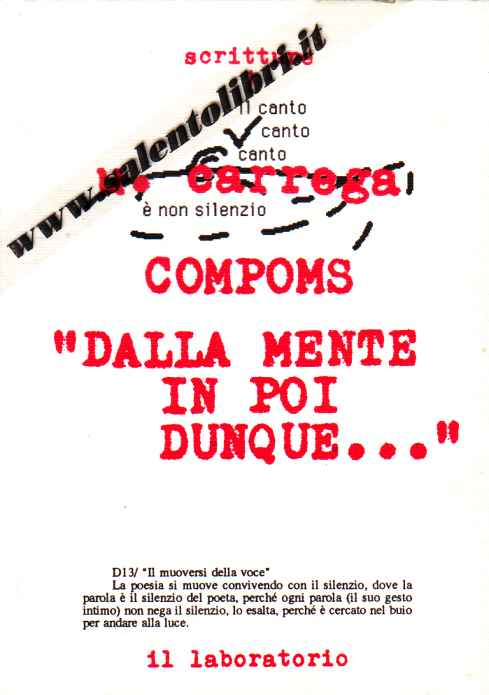 scritture
il canto
canto
canto
u. carrega
è non silenzio
COMPOMS
"DALLA MENTE
IN POI
DUNQUE..."
D13/ "Il muoversi della voce"
La poesia si muove convivendo con il silenzio, dove la
parola è il silenzio del poeta, perché ogni parola (il suo gesto
intimo) non nega il silenzio, lo esalta, perché è cercato nel buio
per andare alla luce.
il laboratorio
www.salentolibri.it